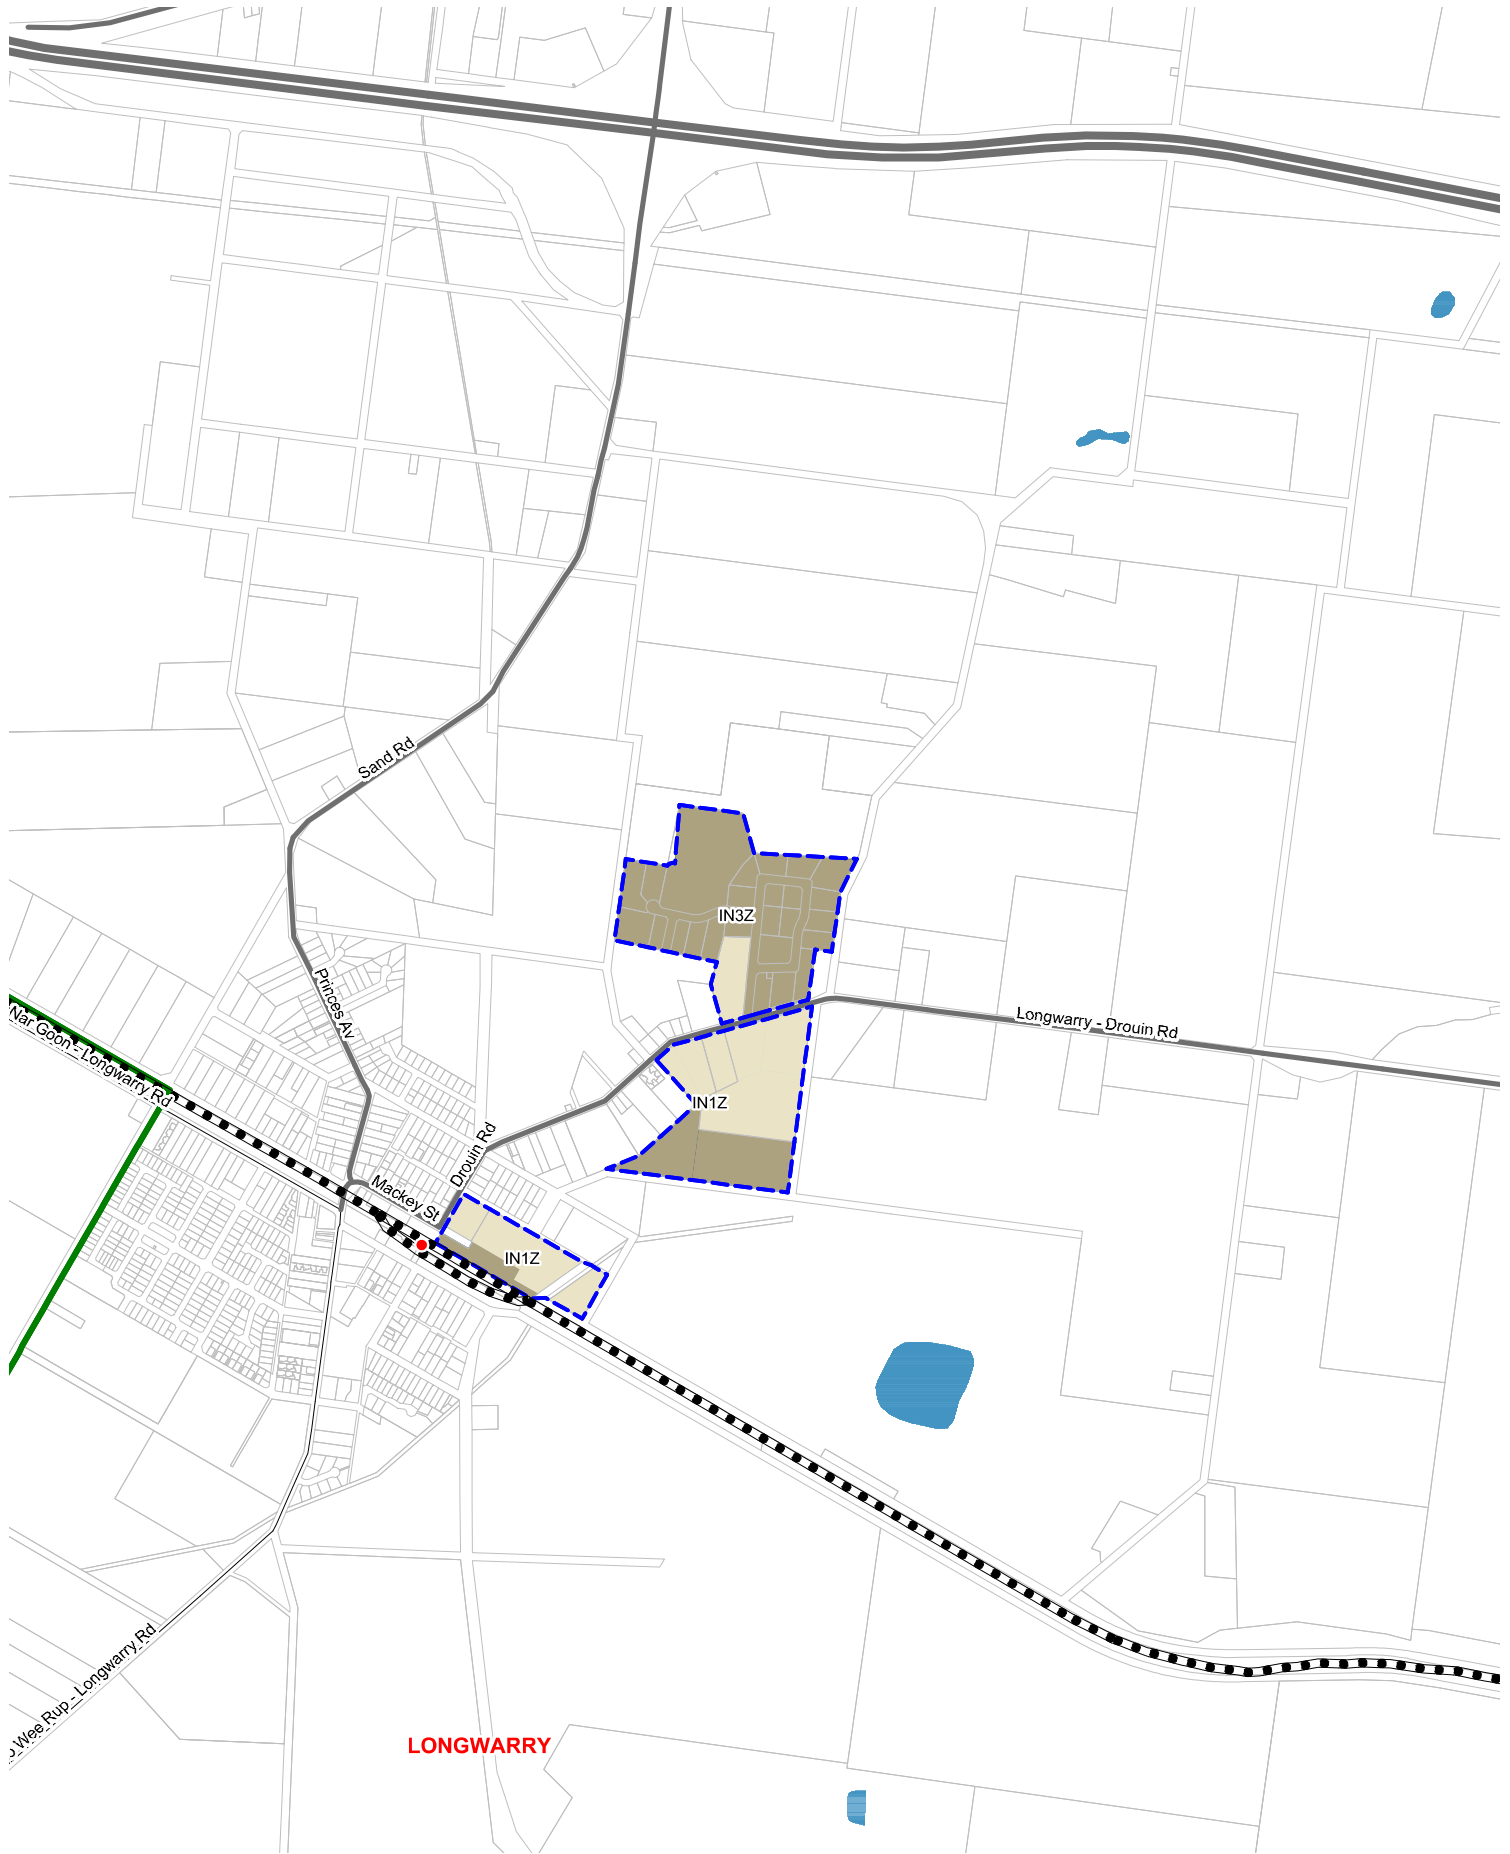 Sand Rd
IN3Z
Princes Av
Longwarry - Drouin Rd
Nar Goon - Longwarry Rd
IN1Z
Drouin Rd
Mackey St
IN1Z
Wee Rup - Longwarry Rd
LONGWARRY